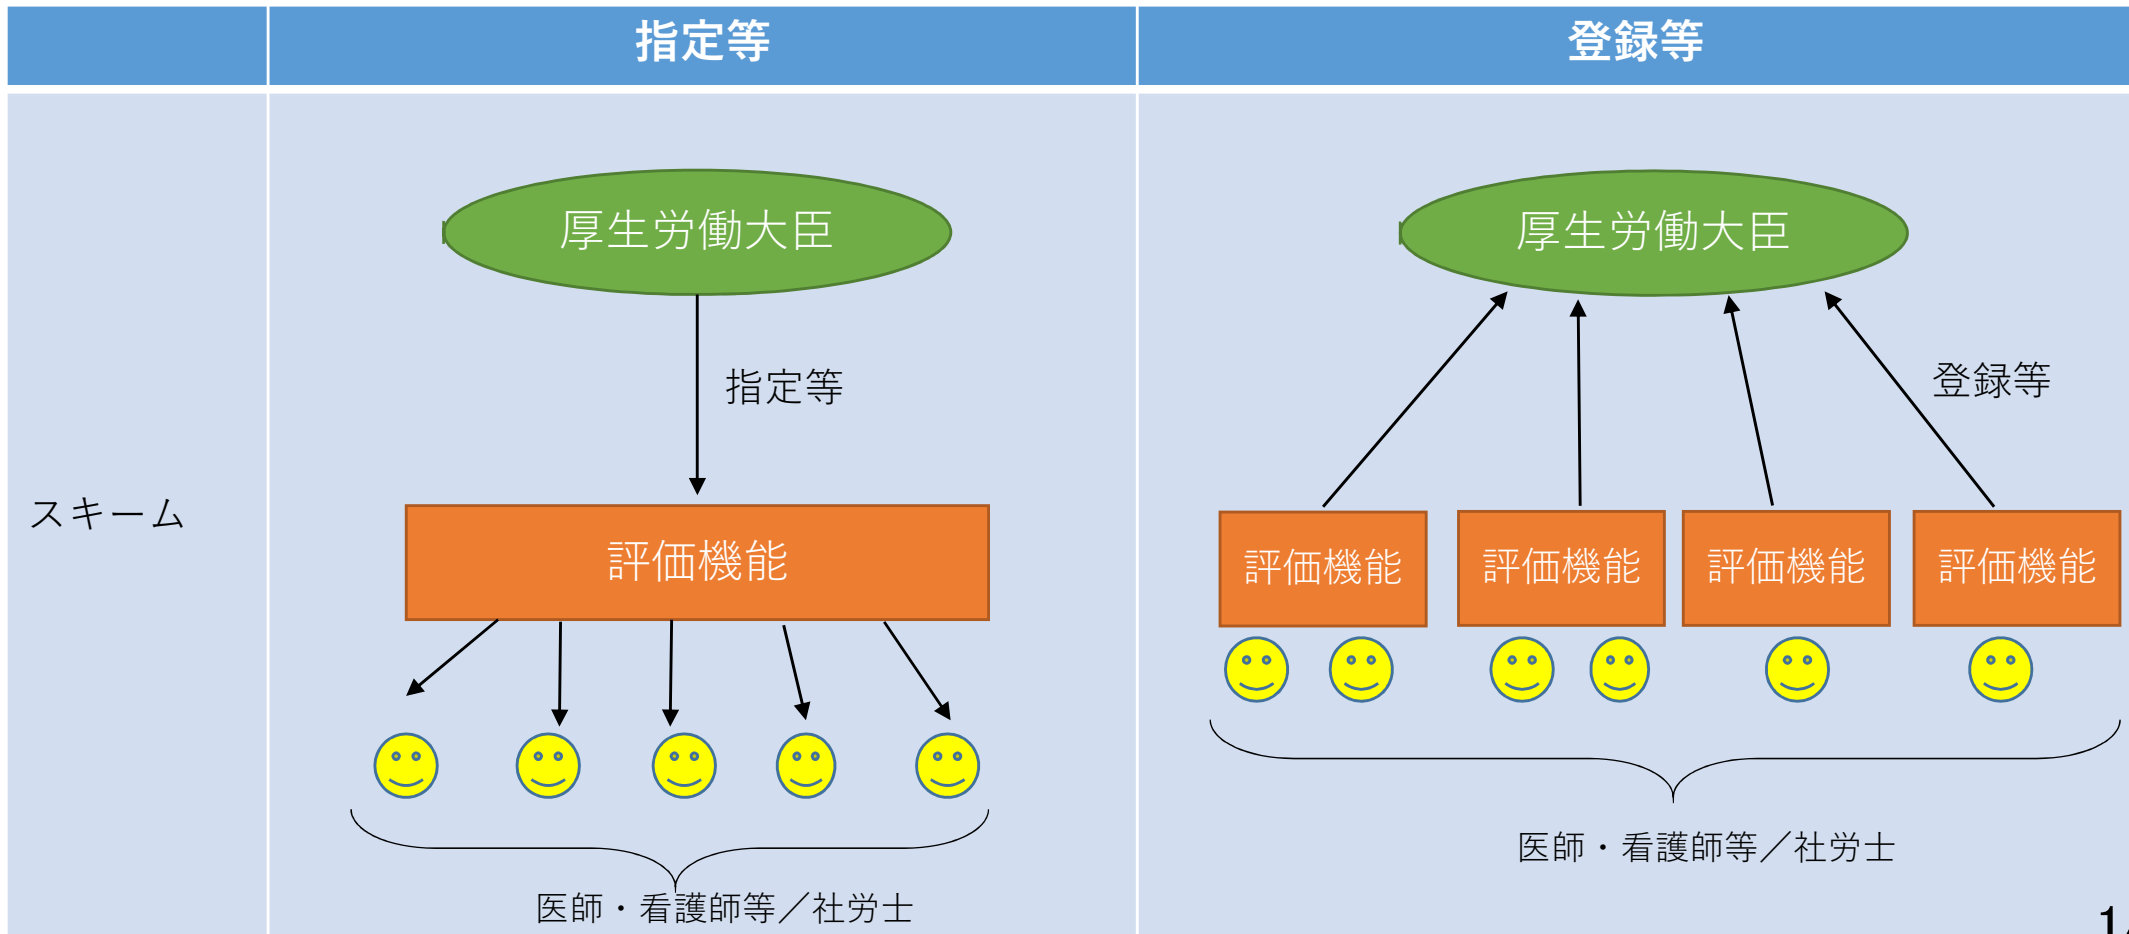 指定等
登録等
スキーム
厚生労働大臣
指定等
評価機能
医師・看護師等／社労士
厚生労働大臣
登録等
評価機能
評価機能
評価機能
評価機能
医師・看護師等／社労士